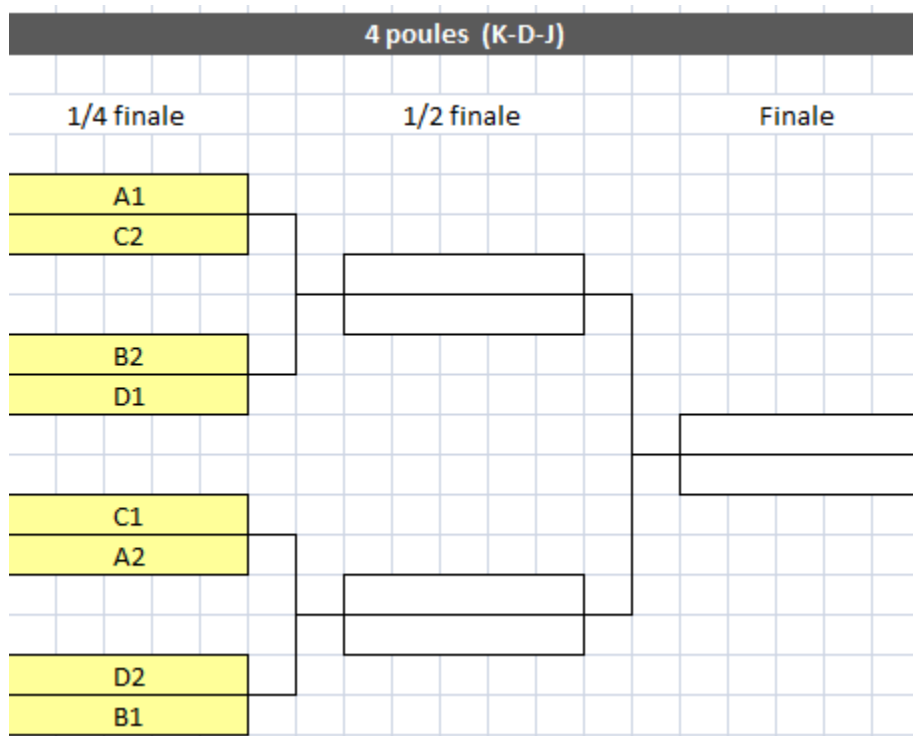 4 poules (K-D-J)
1/4 finale 1/2 finale Finale
A1
C2
B2
D1
C1
A2
D2
B1